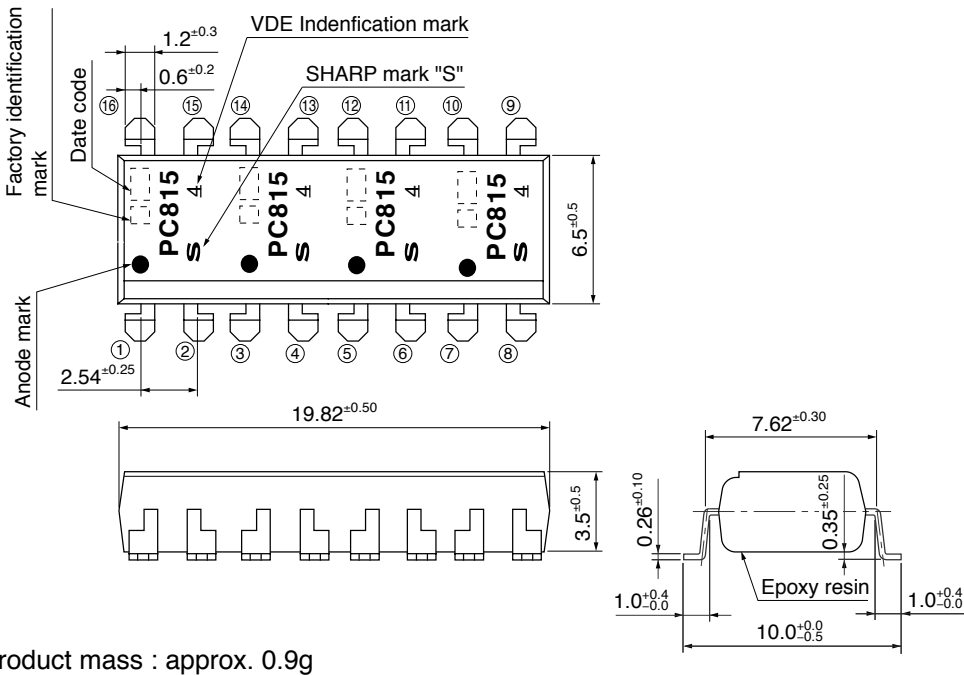 Factory identification
mark
Date code
1.2±0.3
0.6±0.2
VDE Indenfication mark
SHARP mark "S"
⑯ ⑮ ⑭ ⑬ ⑫ ⑪ ⑩ ⑨
PC815
4
S
PC815
4
S
PC815
4
S
PC815
4
S
6.5±0.5
Anode mark
① ② ③ ④ ⑤ ⑥ ⑦ ⑧
2.54±0.25
19.82±0.50
3.5±0.5
7.62±0.30
0.26±0.10
0.35±0.25
Epoxy resin
1.0+0.4−0.0
1.0+0.4−0.0
10.0+0.0−0.5
roduct mass : approx. 0.9g